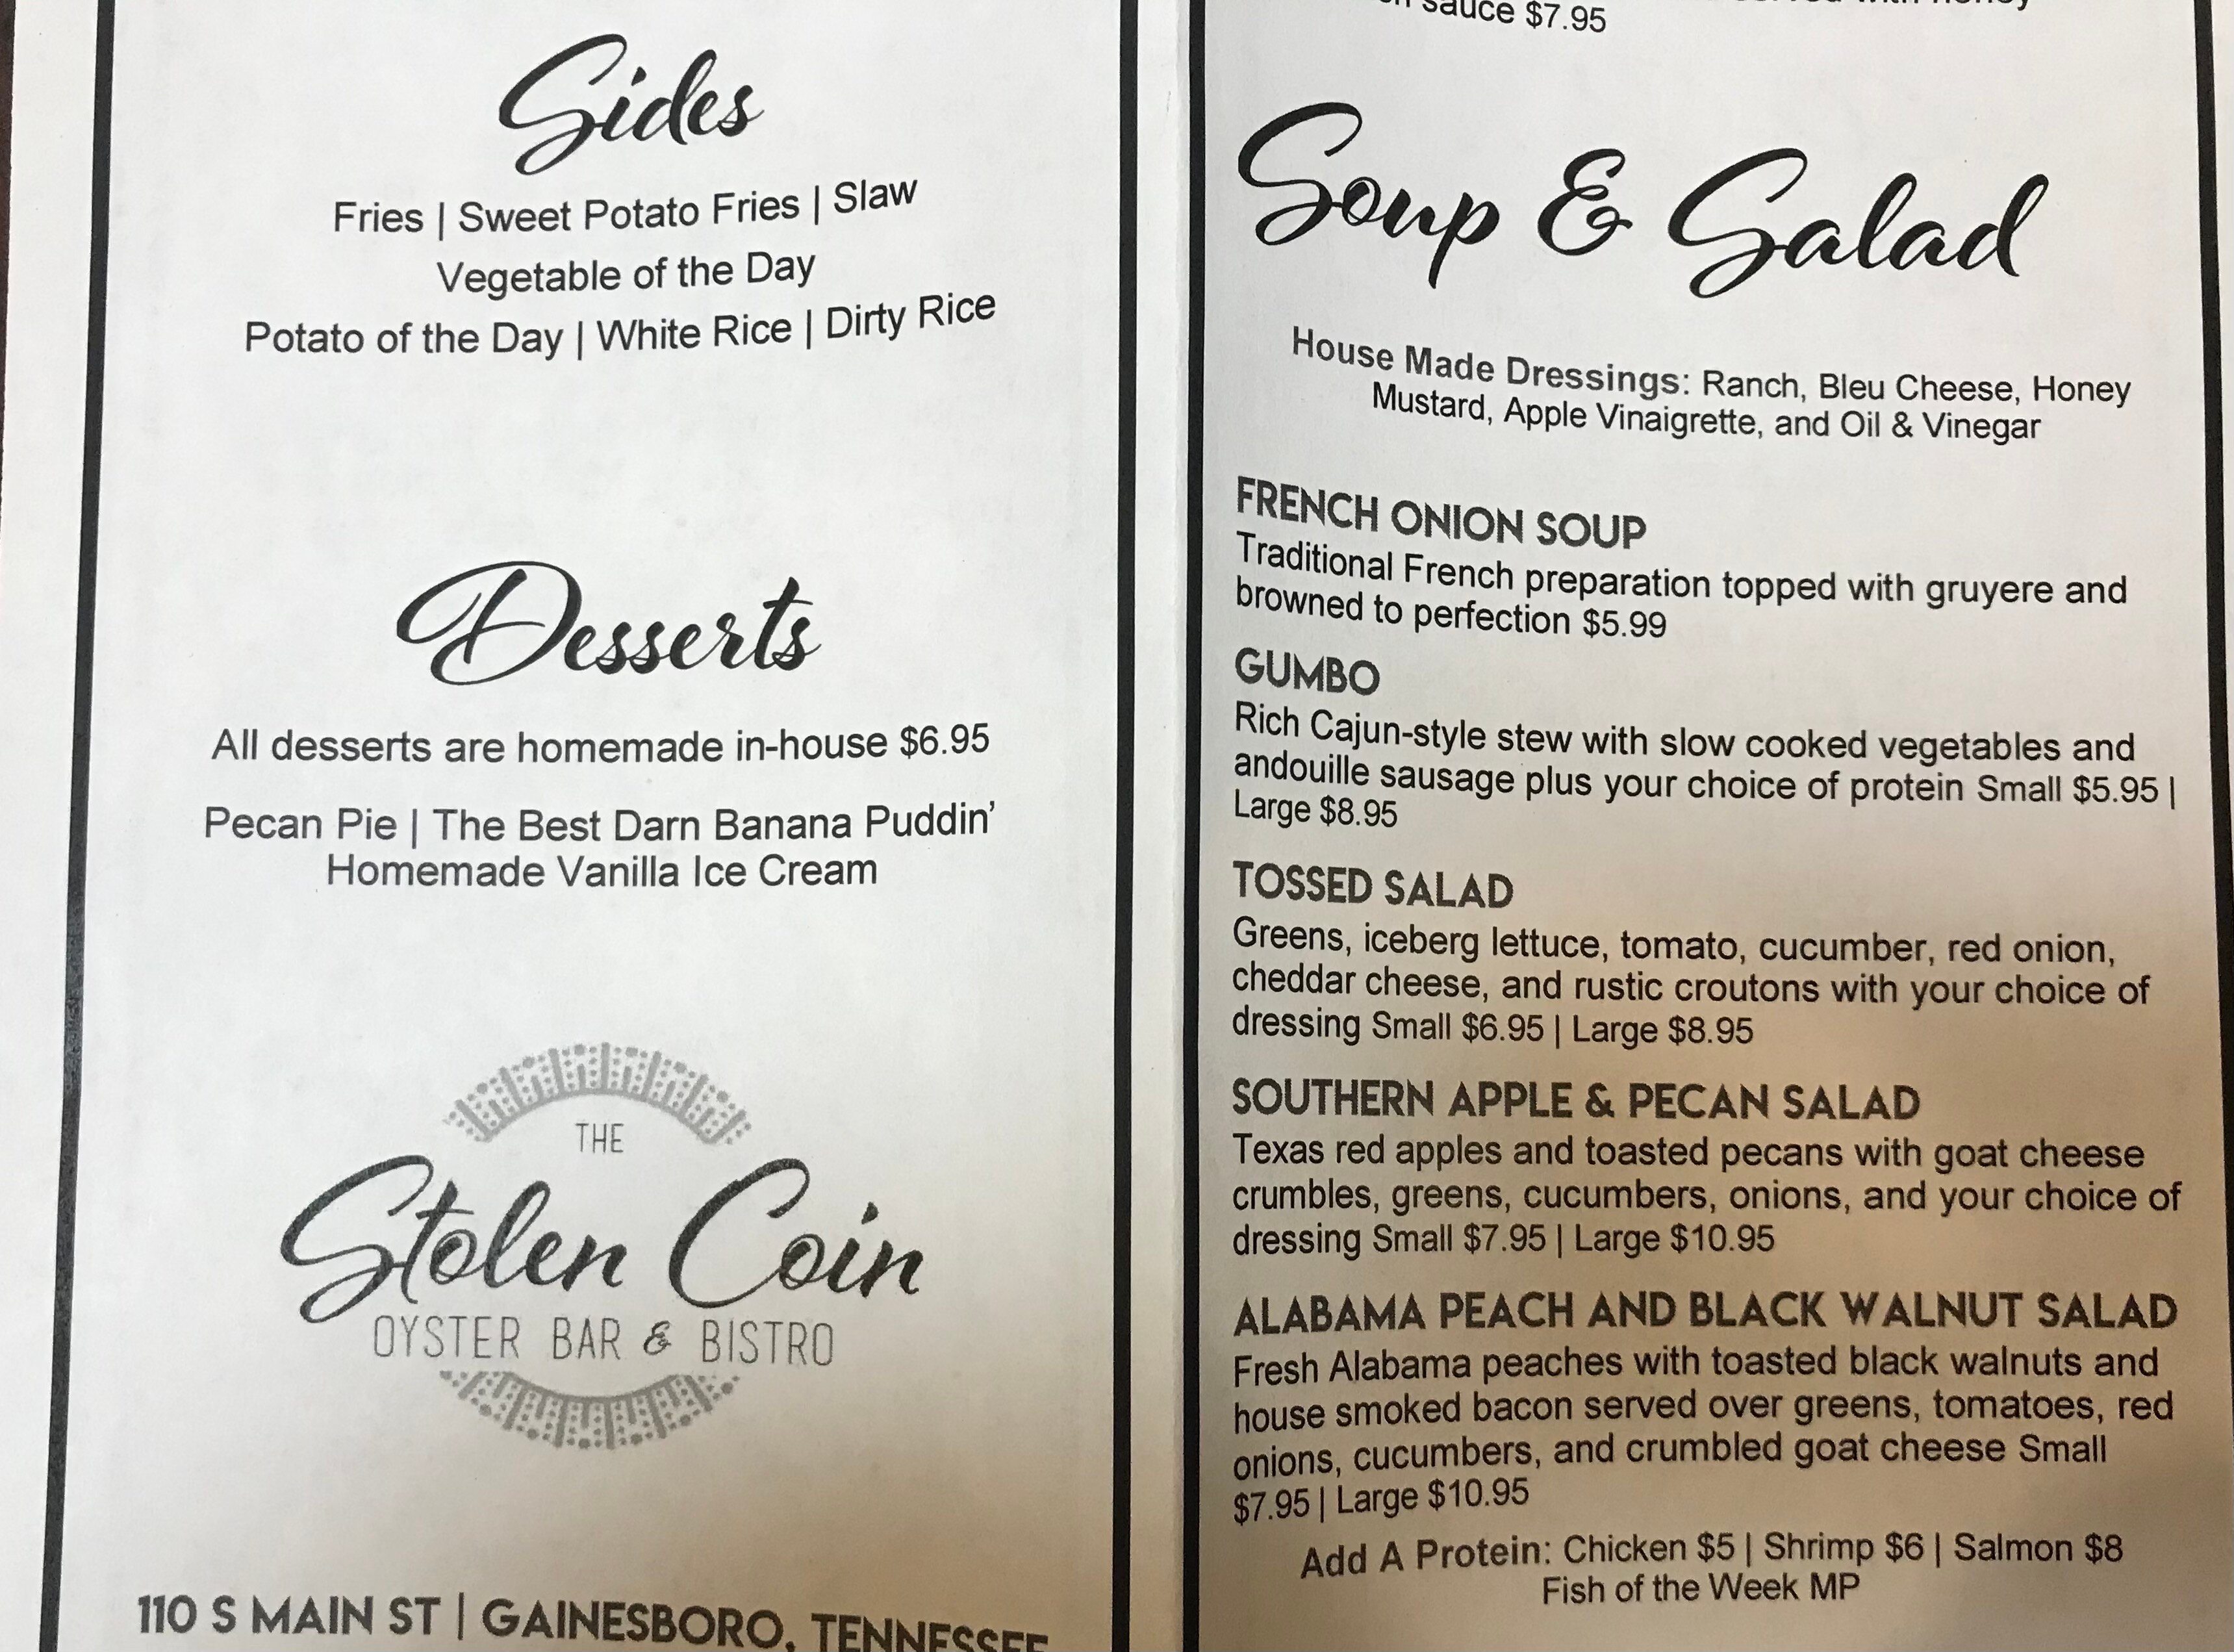 Sides
Fries | Sweet Potato Fries | Slaw
Vegetable of the Day
Potato of the Day | White Rice | Dirty Rice
Desserts
All desserts are homemade in-house $6.95
Pecan Pie | The Best Darn Banana Puddin'
Homemade Vanilla Ice Cream
THE
Stolen Coin
OYSTER BAR & BISTRO
110 S MAIN ST | GAINESBORO, TENNESSEE
sauce $7.95
Soup & Salad
House Made Dressings: Ranch, Bleu Cheese, Honey
Mustard, Apple Vinaigrette, and Oil & Vinegar
FRENCH ONION SOUP
Traditional French preparation topped with gruyere and
browned to perfection $5.99
GUMBO
Rich Cajun-style stew with slow cooked vegetables and
andouille sausage plus your choice of protein Small $5.95 |
Large $8.95
TOSSED SALAD
Greens, iceberg lettuce, tomato, cucumber, red onion,
cheddar cheese, and rustic croutons with your choice of
dressing Small $6.95 | Large $8.95
SOUTHERN APPLE & PECAN SALAD
Texas red apples and toasted pecans with goat cheese
crumbles, greens, cucumbers, onions, and your choice of
dressing Small $7.95 | Large $10.95
ALABAMA PEACH AND BLACK WALNUT SALAD
Fresh Alabama peaches with toasted black walnuts and
house smoked bacon served over greens, tomatoes, red
onions, cucumbers, and crumbled goat cheese Small
$7.95 | Large $10.95
Add A Protein: Chicken $5 | Shrimp $6 | Salmon $8
Fish of the Week MP